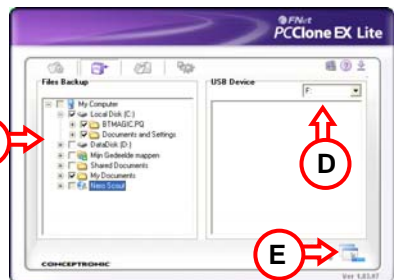 FNet
PCClone EX Lite
Files Backup
USB Device
F:
My Computer
Local Disk (C:)
BTMAGIC.PQ
Documents and Settings
DataDisk (D:)
Mijn Gedeelde mappen
Shared Documents
My Documents
Nero Scout
D
E
CONCEPTRONIC